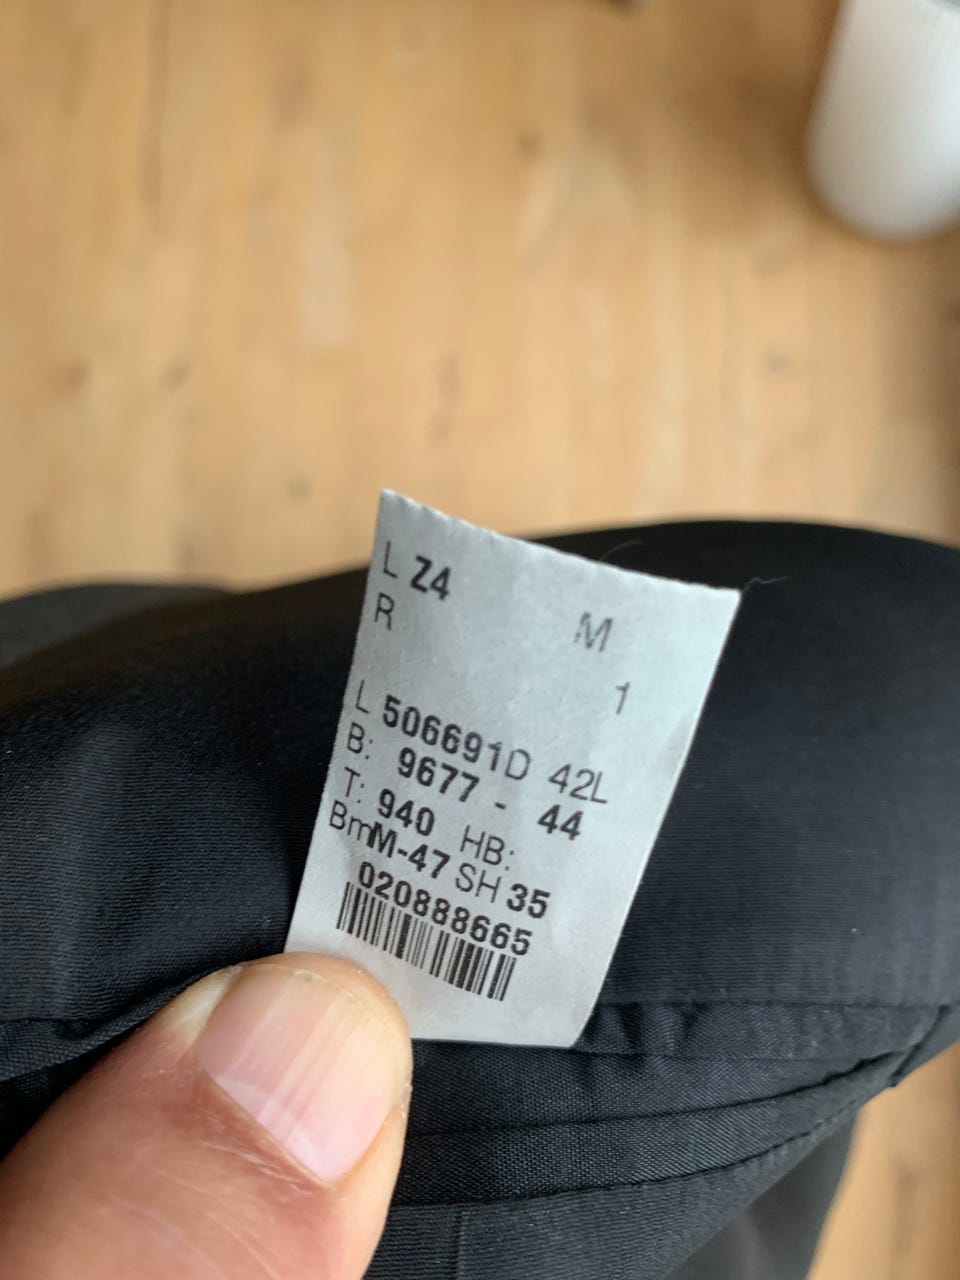 L Z4
R M
1
L 506691D 42L
B: 9677 - 44
T: 940 HB:
BmM-47 SH 35
020888665